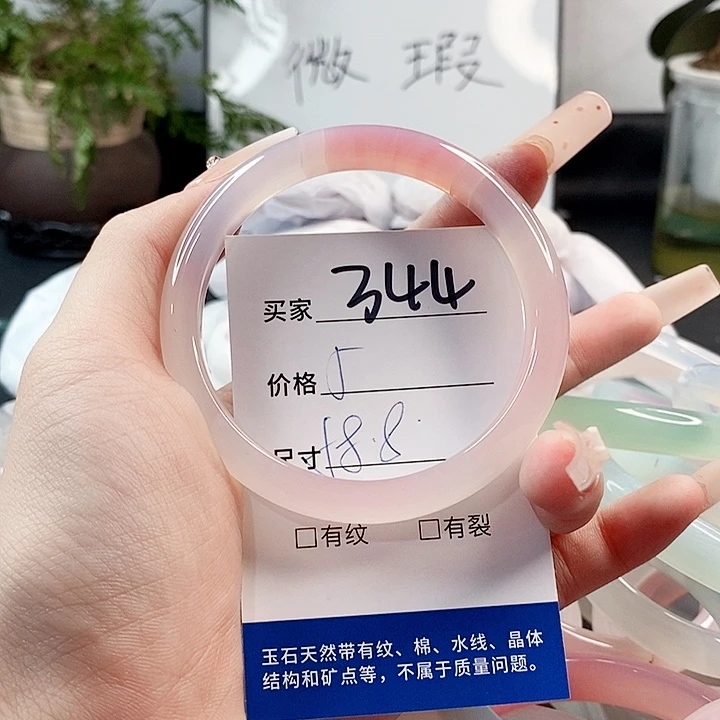 微 瑕
买家 344
价格 5
尺寸 58.8
□有纹 □有裂
玉石天然带有纹、棉、水线、晶体
结构和矿点等，不属于质量问题。